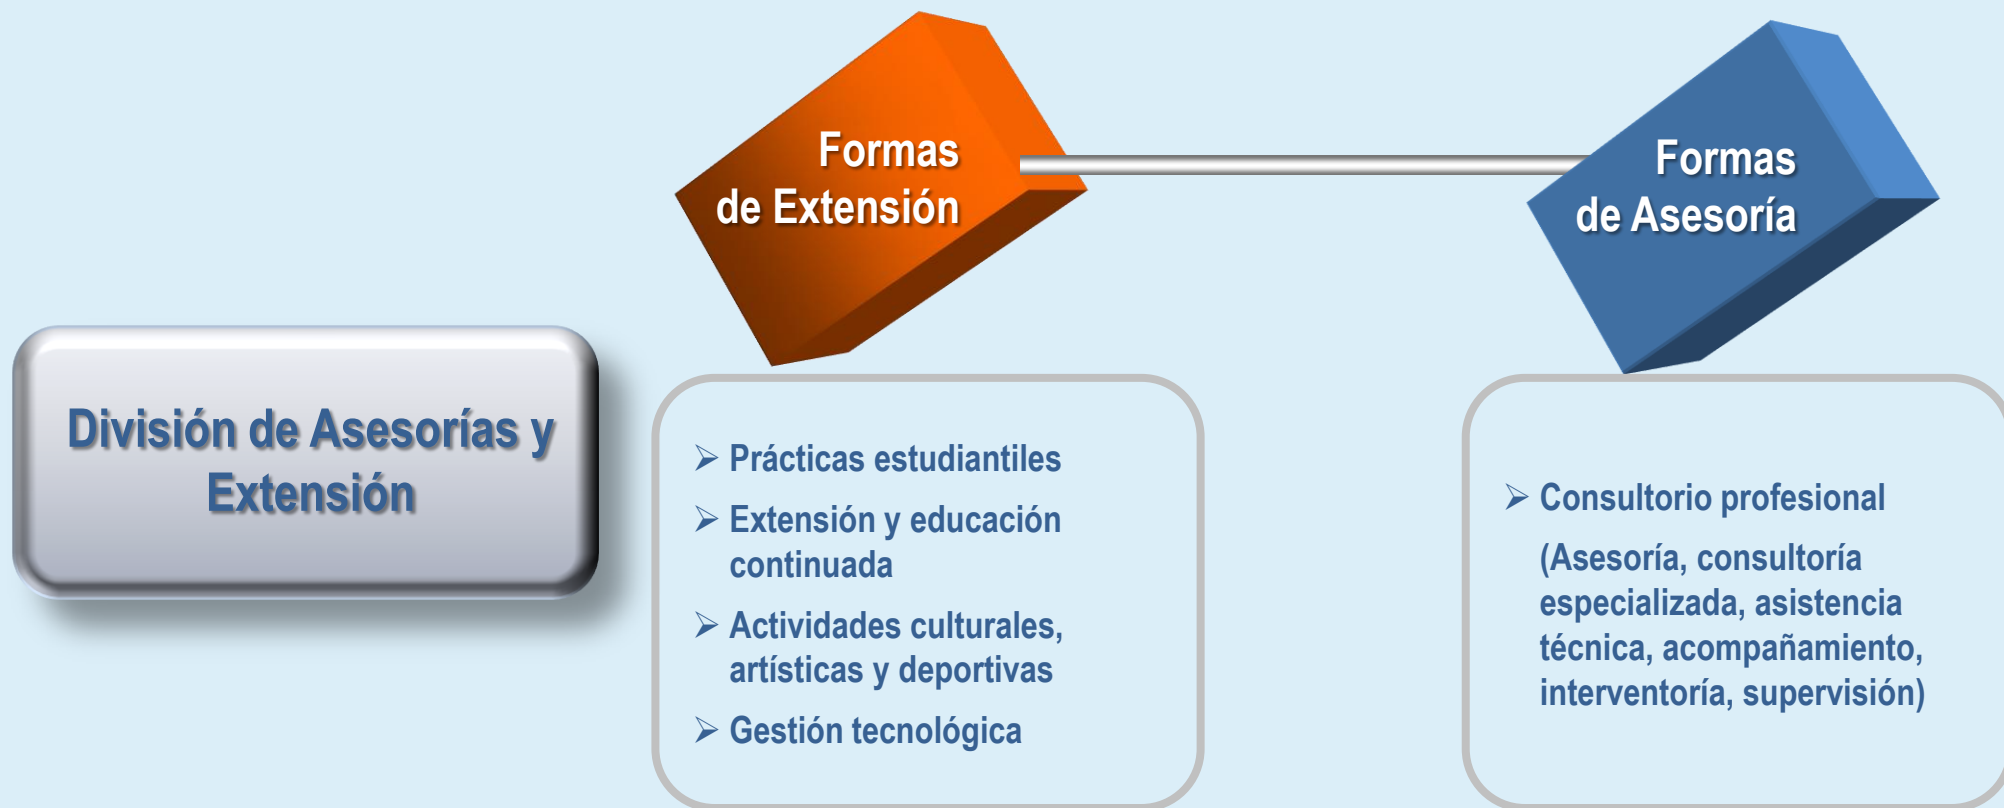 Formas
de Extensión
Formas
de Asesoría
División de Asesorías y
Extensión
➢ Prácticas estudiantiles
➢ Extensión y educación
continuada
➢ Actividades culturales,
artísticas y deportivas
➢ Gestión tecnológica
➢ Consultorio profesional
(Asesoría, consultoría
especializada, asistencia
técnica, acompañamiento,
interventoría, supervisión)